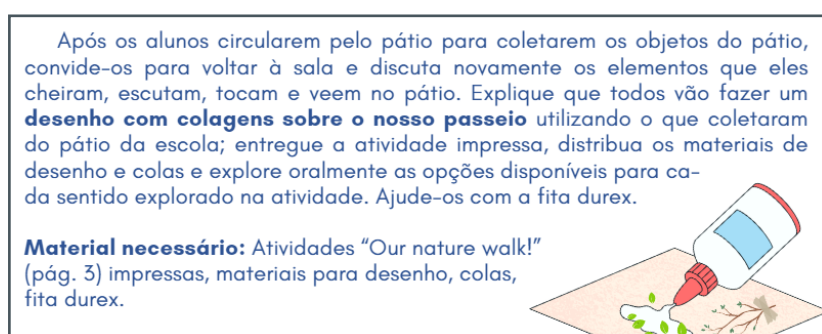 Após os alunos circularem pelo pátio para coletarem os objetos do pátio,
convide-os para voltar à sala e discuta novamente os elementos que eles
cheiram, escutam, tocam e veem no pátio. Explique que todos vão fazer um
desenho com colagens sobre o nosso passeio utilizando o que coletaram
do pátio da escola; entregue a atividade impressa, distribua os materiais de
desenho e colas e explore oralmente as opções disponíveis para ca-
da sentido explorado na atividade. Ajude-os com a fita durex.
Material necessário: Atividades “Our nature walk!”
(pág. 3) impressas, materiais para desenho, colas,
fita durex.